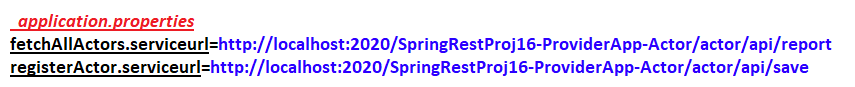 application.properties
fetchAllActors.serviceurl=http://localhost:2020/SpringRestProj16-ProviderApp-Actor/actor/api/report
registerActor.serviceurl=http://localhost:2020/SpringRestProj16-ProviderApp-Actor/actor/api/save